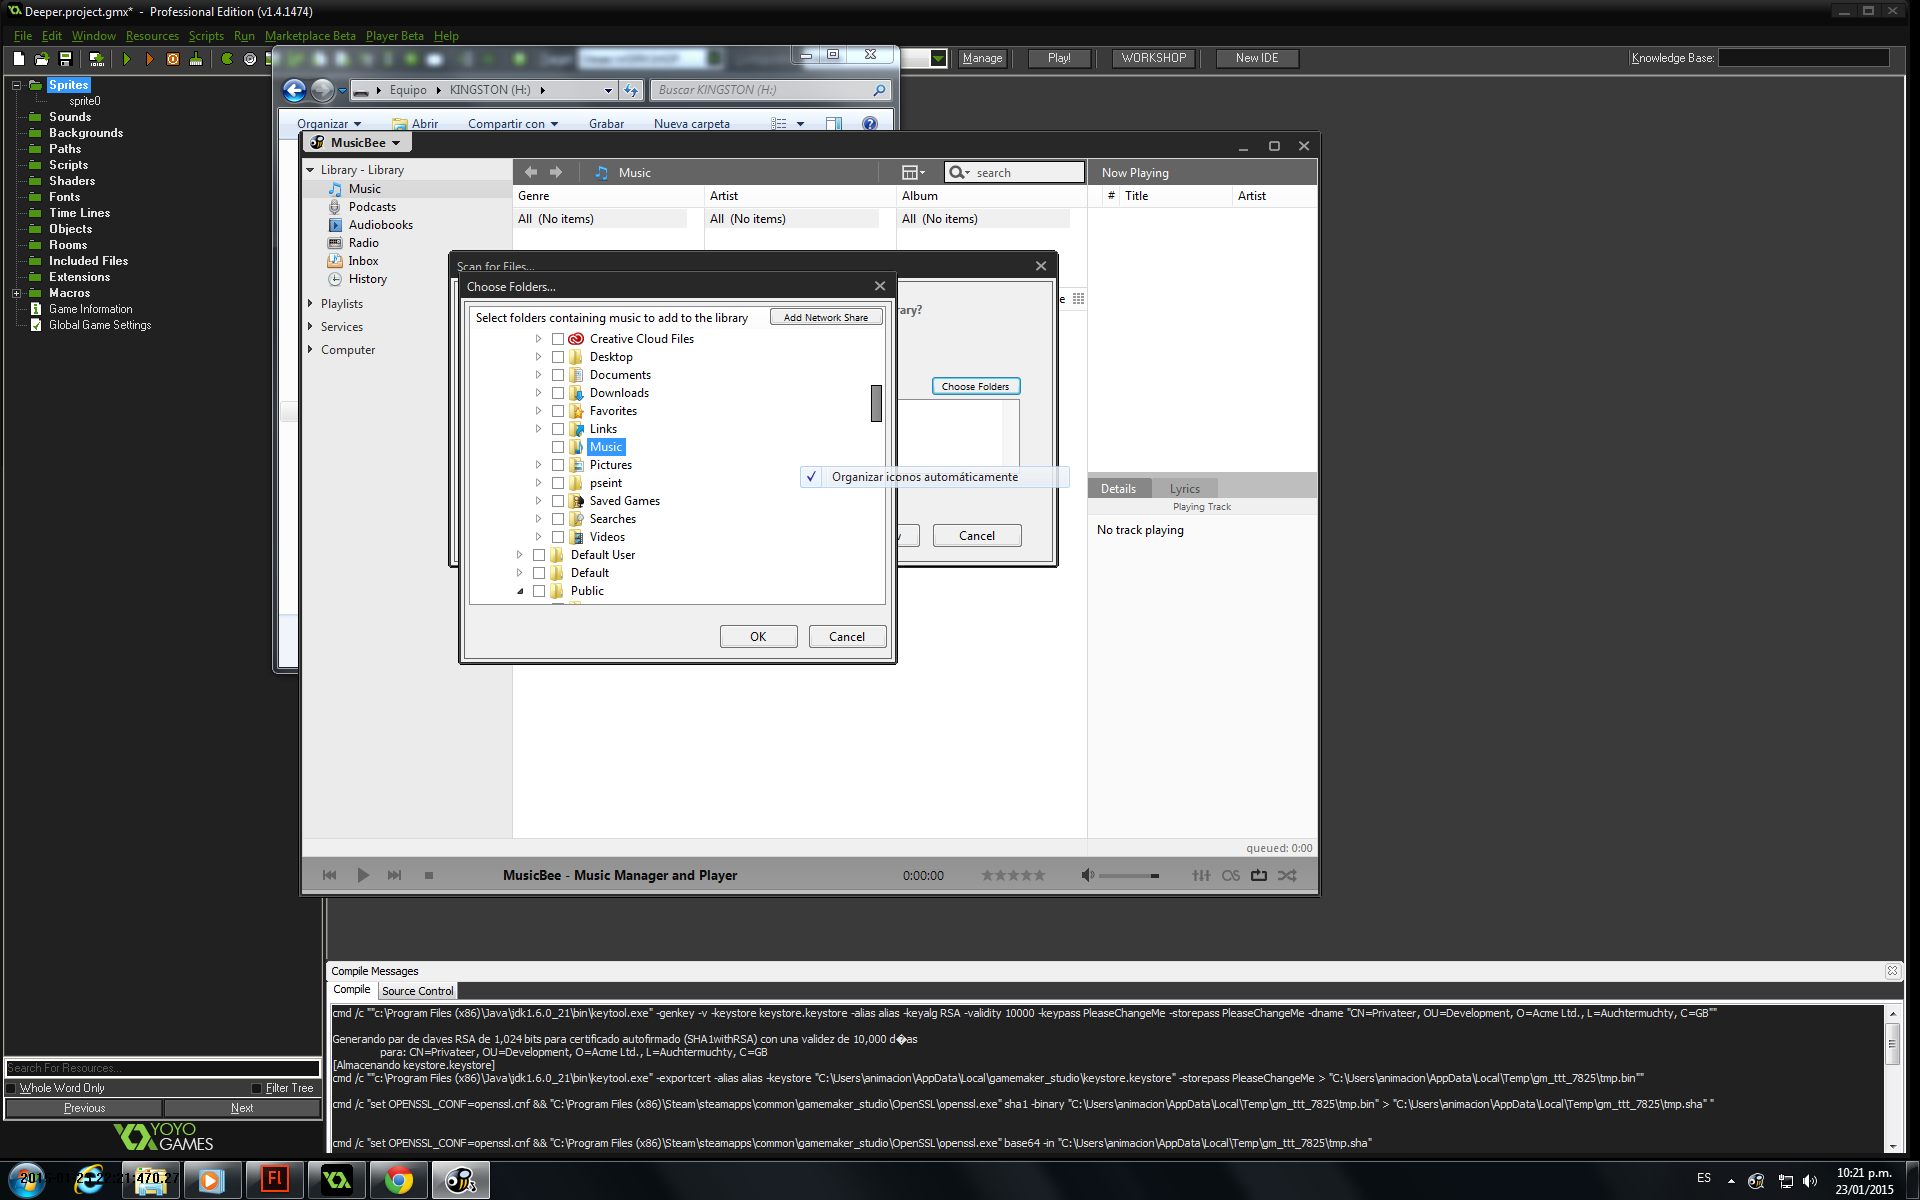 Deeper.project.gmx* - Professional Edition (v1.4.1474)
File Edit Window Resources Scripts Run Marketplace Beta Player Beta Help
Manage Play! WORKSHOP New IDE Knowledge Base:
Sprites
sprite0
Sounds
Backgrounds
Paths
Scripts
Shaders
Fonts
Time Lines
Objects
Rooms
Included Files
Extensions
Macros
Game Information
Global Game Settings
Equipo KINGSTON (H:)
Buscar KINGSTON (H:)
Organizar Abrir Compartir con Grabar Nueva carpeta
MusicBee
Library - Library
Music
Podcasts
Audiobooks
Radio
Inbox
History
Playlists
Services
Computer
Music
search
Genre Artist Album
All (No items) All (No items) All (No items)
Now Playing
# Title Artist
Scan for Files...
rary?
e
Choose Folders
Cancel
Choose Folders...
Select folders containing music to add to the library
Add Network Share
Creative Cloud Files
Desktop
Documents
Downloads
Favorites
Links
Music
Pictures
pseint
Saved Games
Searches
Videos
Default User
Default
Public
OK Cancel
✓ Organizar iconos automáticamente
Details Lyrics
Playing Track
No track playing
queued: 0:00
MusicBee - Music Manager and Player
0:00:00
Compile Messages
Compile Source Control
cmd /c ""c:\Program Files (x86)\Java\jdk1.6.0_21\bin\keytool.exe" -genkey -v -keystore keystore.keystore -alias alias -keyalg RSA -validity 10000 -keypass PleaseChangeMe -storepass PleaseChangeMe -dname "CN=Privateer, OU=Development, O=Acme Ltd., L=Auchtermuchty, C=GB""
Generando par de claves RSA de 1,024 bits para certificado autofirmado (SHA1withRSA) con una validez de 10,000 d�as
para: CN=Privateer, OU=Development, O=Acme Ltd., L=Auchtermuchty, C=GB
[Almacenando keystore.keystore]
cmd /c ""c:\Program Files (x86)\Java\jdk1.6.0_21\bin\keytool.exe" -exportcert -alias alias -keystore "C:\Users\animacion\AppData\Local\gamemaker_studio\keystore.keystore" -storepass PleaseChangeMe > "C:\Users\animacion\AppData\Local\Temp\gm_ttt_7825\tmp.bin""
cmd /c "set OPENSSL_CONF=openssl.cnf && "C:\Program Files (x86)\Steam\steamapps\common\gamemaker_studio\OpenSSL\openssl.exe" sha1 -binary "C:\Users\animacion\AppData\Local\Temp\gm_ttt_7825\tmp.bin" > "C:\Users\animacion\AppData\Local\Temp\gm_ttt_7825\tmp.sha" "
cmd /c "set OPENSSL_CONF=openssl.cnf && "C:\Program Files (x86)\Steam\steamapps\common\gamemaker_studio\OpenSSL\openssl.exe" base64 -in "C:\Users\animacion\AppData\Local\Temp\gm_ttt_7825\tmp.sha"
Search For Resources...
Whole Word Only Filter Tree
Previous Next
YOYO
GAMES
Fl
ES
10:21 p.m.
23/01/2015